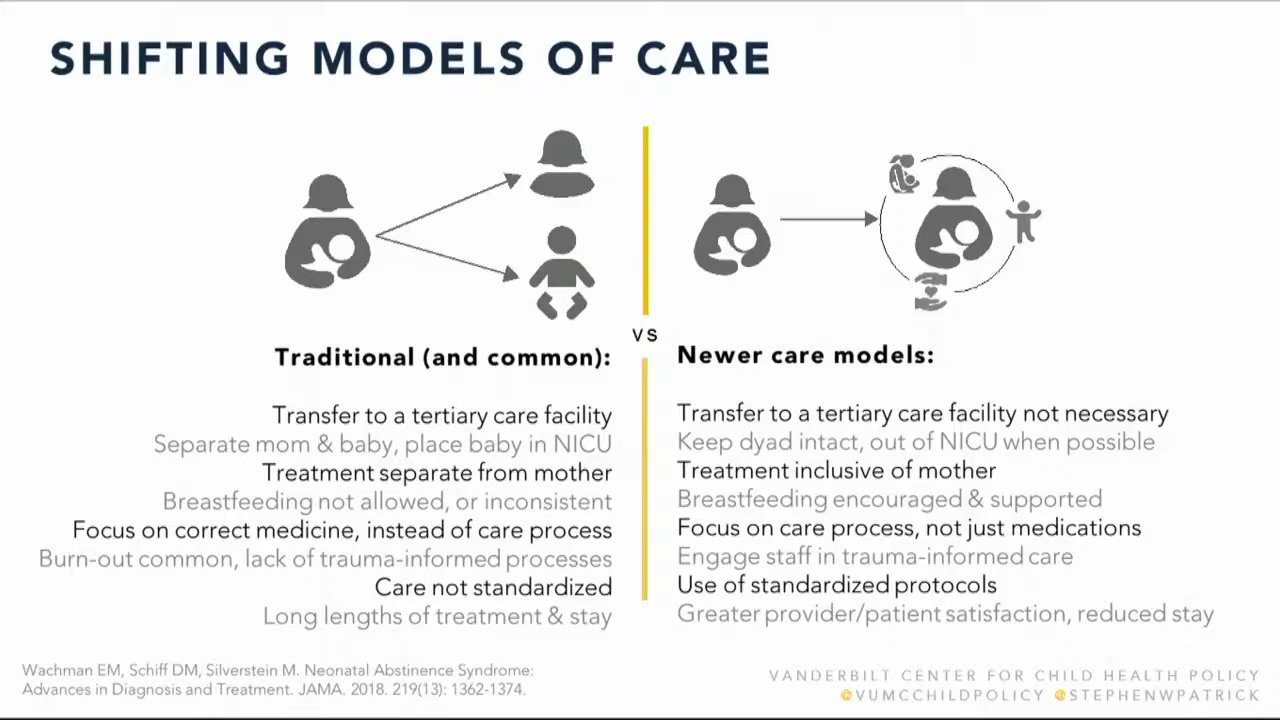 SHIFTING MODELS OF CARE
vs
Traditional (and common):
Transfer to a tertiary care facility
Separate mom & baby, place baby in NICU
Treatment separate from mother
Breastfeeding not allowed, or inconsistent
Focus on correct medicine, instead of care process
Burn-out common, lack of trauma-informed processes
Care not standardized
Long lengths of treatment & stay
Newer care models:
Transfer to a tertiary care facility not necessary
Keep dyad intact, out of NICU when possible
Treatment inclusive of mother
Breastfeeding encouraged & supported
Focus on care process, not just medications
Engage staff in trauma-informed care
Use of standardized protocols
Greater provider/patient satisfaction, reduced stay
Wachman EM, Schiff DM, Silverstein M. Neonatal Abstinence Syndrome:
Advances in Diagnosis and Treatment. JAMA. 2018. 219(13): 1362-1374.
VANDERBILT CENTER FOR CHILD HEALTH POLICY
@VUMCCHILDPOLICY @STEPHENWPATRICK